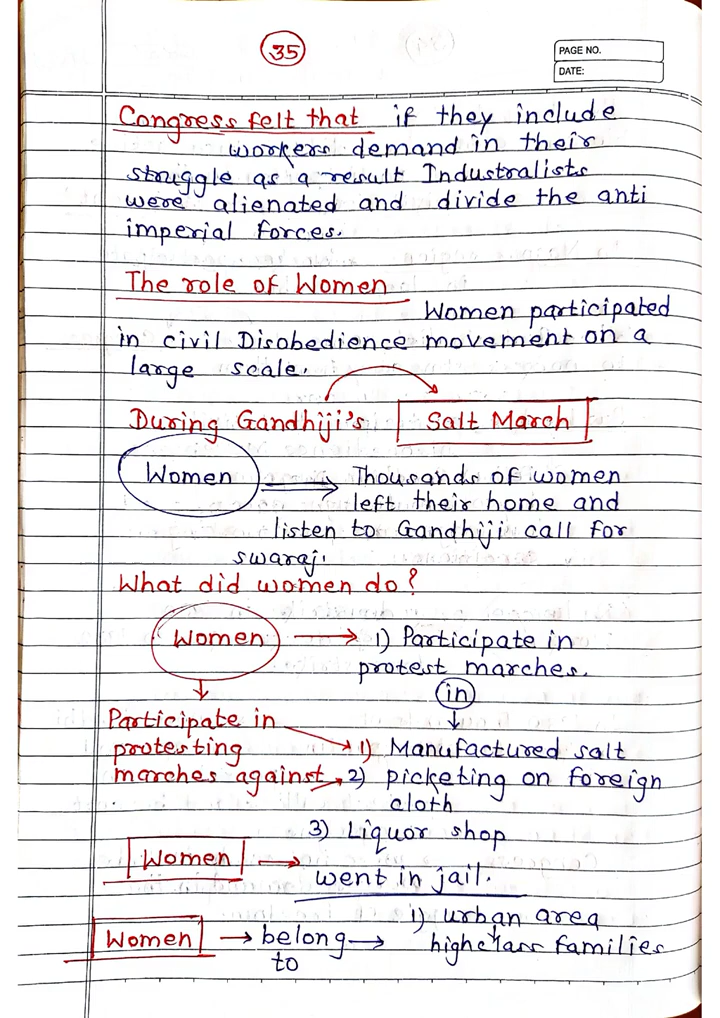 35
PAGE NO.
DATE:
Congress felt that if they include
workers demand in their
struggle as a result Industralists
were alienated and divide the anti
imperial forces.
The role of Women
Women participated
in civil Disobedience movement on a
large scale.
During Gandhiji's Salt March
Women ⟹ Thousands of women
left their home and
listen to Gandhiji call for
swaraj.
What did women do?
Women → 1) Participate in
protest marches.
in
Participate in
protesting → 1) Manufactured salt
marches against → 2) picketing on foreign
cloth
3) Liquor shop
Women →
went in jail.
1) urban area
Women → belong → highclass families
to